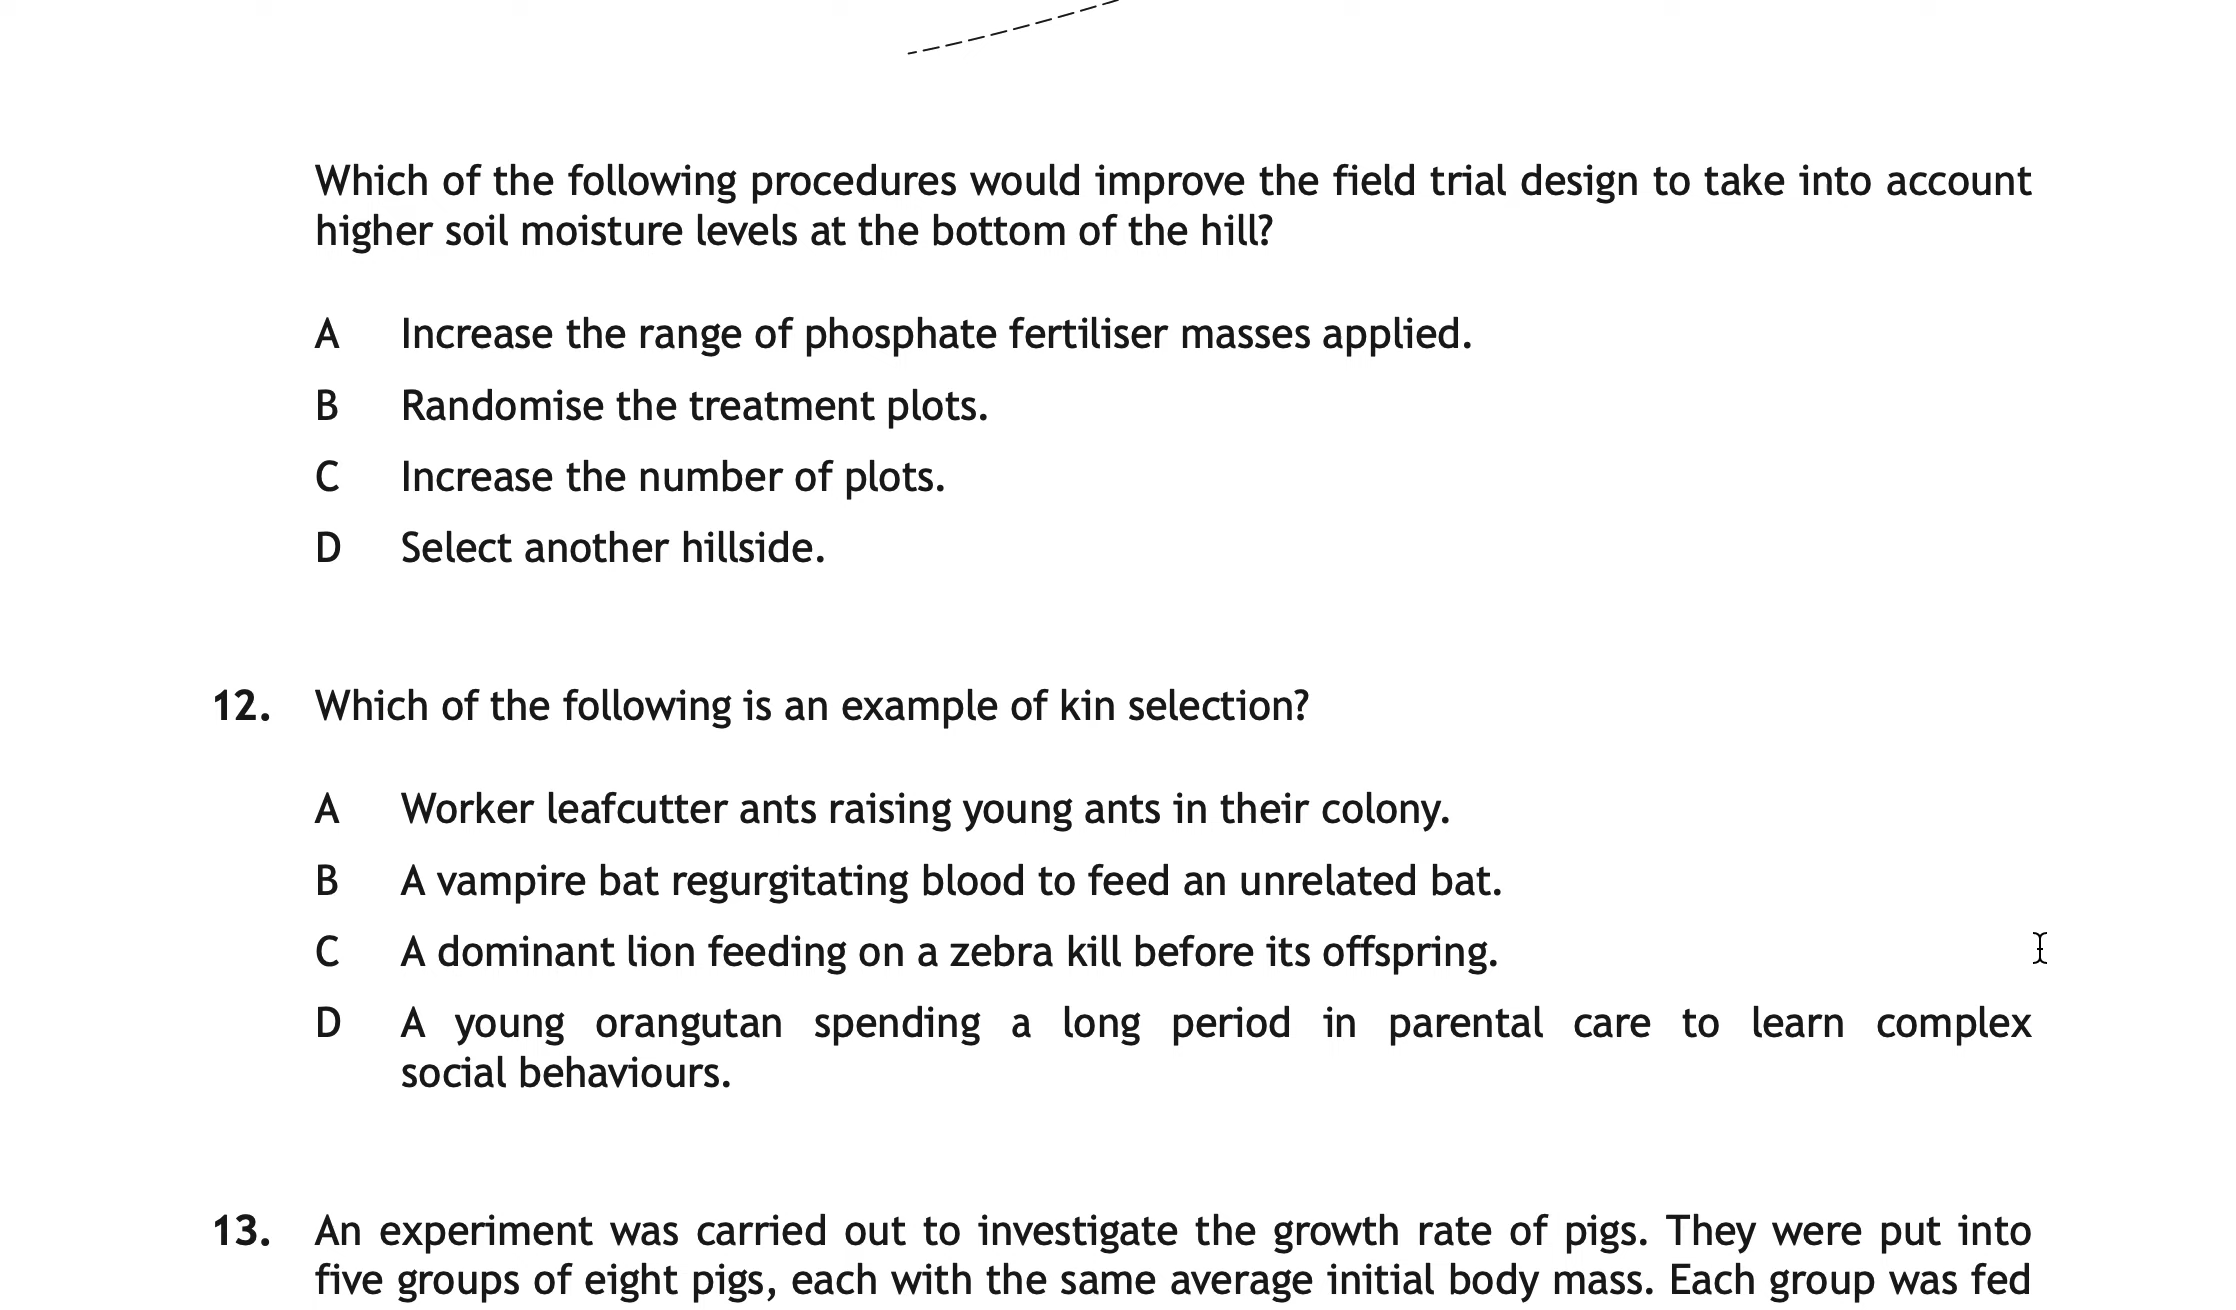 Which of the following procedures would improve the field trial design to take into account
higher soil moisture levels at the bottom of the hill?
A Increase the range of phosphate fertiliser masses applied.
B Randomise the treatment plots.
C Increase the number of plots.
D Select another hillside.
12. Which of the following is an example of kin selection?
A Worker leafcutter ants raising young ants in their colony.
B A vampire bat regurgitating blood to feed an unrelated bat.
C A dominant lion feeding on a zebra kill before its offspring.
D A young orangutan spending a long period in parental care to learn complex
social behaviours.
13. An experiment was carried out to investigate the growth rate of pigs. They were put into
five groups of eight pigs, each with the same average initial body mass. Each group was fed